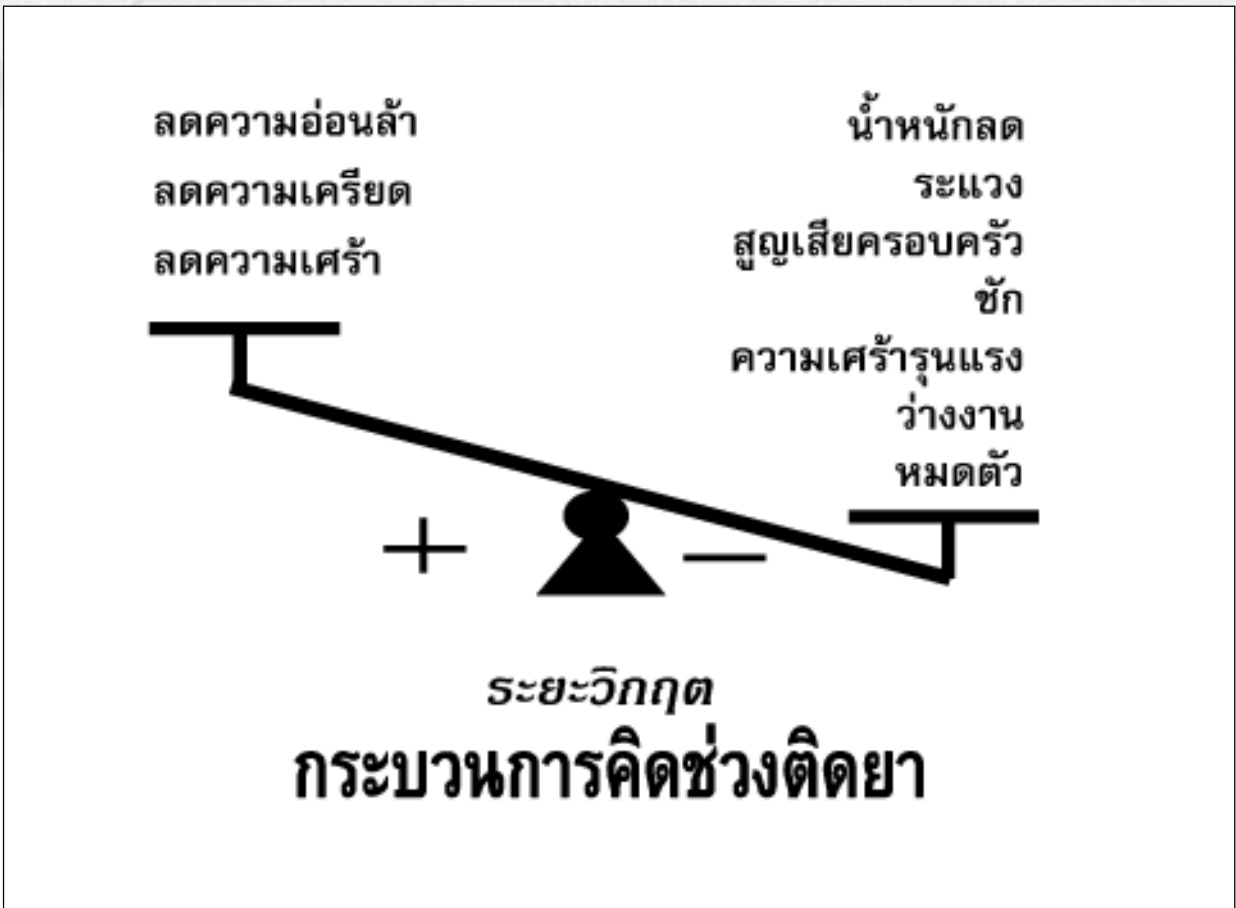 ลดความอ่อนล้า
ลดความเครียด
ลดความเศร้า
น้ำหนักลด
ระแวง
สูญเสียครอบครัว
ชัก
ความเศร้ารุนแรง
ว่างงาน
หมดตัว
+
−
ระยะวิกฤต
กระบวนการคิดช่วงติดยา